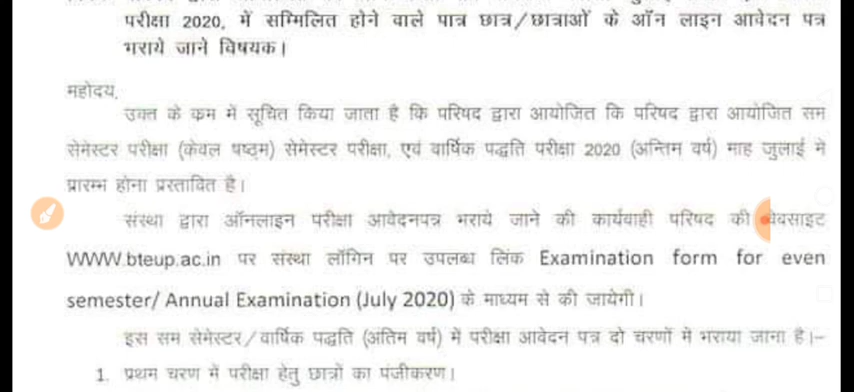 परीक्षा 2020, में सम्मिलित होने वाले पात्र छात्र/छात्राओं के ऑन लाइन आवेदन पत्र
भराये जाने विषयक।
महोदय,
उक्त के क्रम में सूचित किया जाता है कि परिषद द्वारा आयोजित कि परिषद द्वारा आयोजित सम
सेमेस्टर परीक्षा (केवल षष्ठम) सेमेस्टर परीक्षा, एवं वार्षिक पद्धति परीक्षा 2020 (अन्तिम वर्ष) माह जुलाई में
प्रारम्भ होना प्रस्तावित है।
संस्था द्वारा ऑनलाइन परीक्षा आवेदनपत्र भराये जाने की कार्यवाही परिषद की वेबसाइट
WWW.bteup.ac.in पर संस्था लॉगिन पर उपलब्ध लिंक Examination form for even
semester/ Annual Examination (July 2020) के माध्यम से की जायेगी।
इस सम सेमेस्टर/वार्षिक पद्धति (अंतिम वर्ष) में परीक्षा आवेदन पत्र दो चरणों में भराया जाना है।–
1. प्रथम चरण में परीक्षा हेतु छात्रों का पंजीकरण।